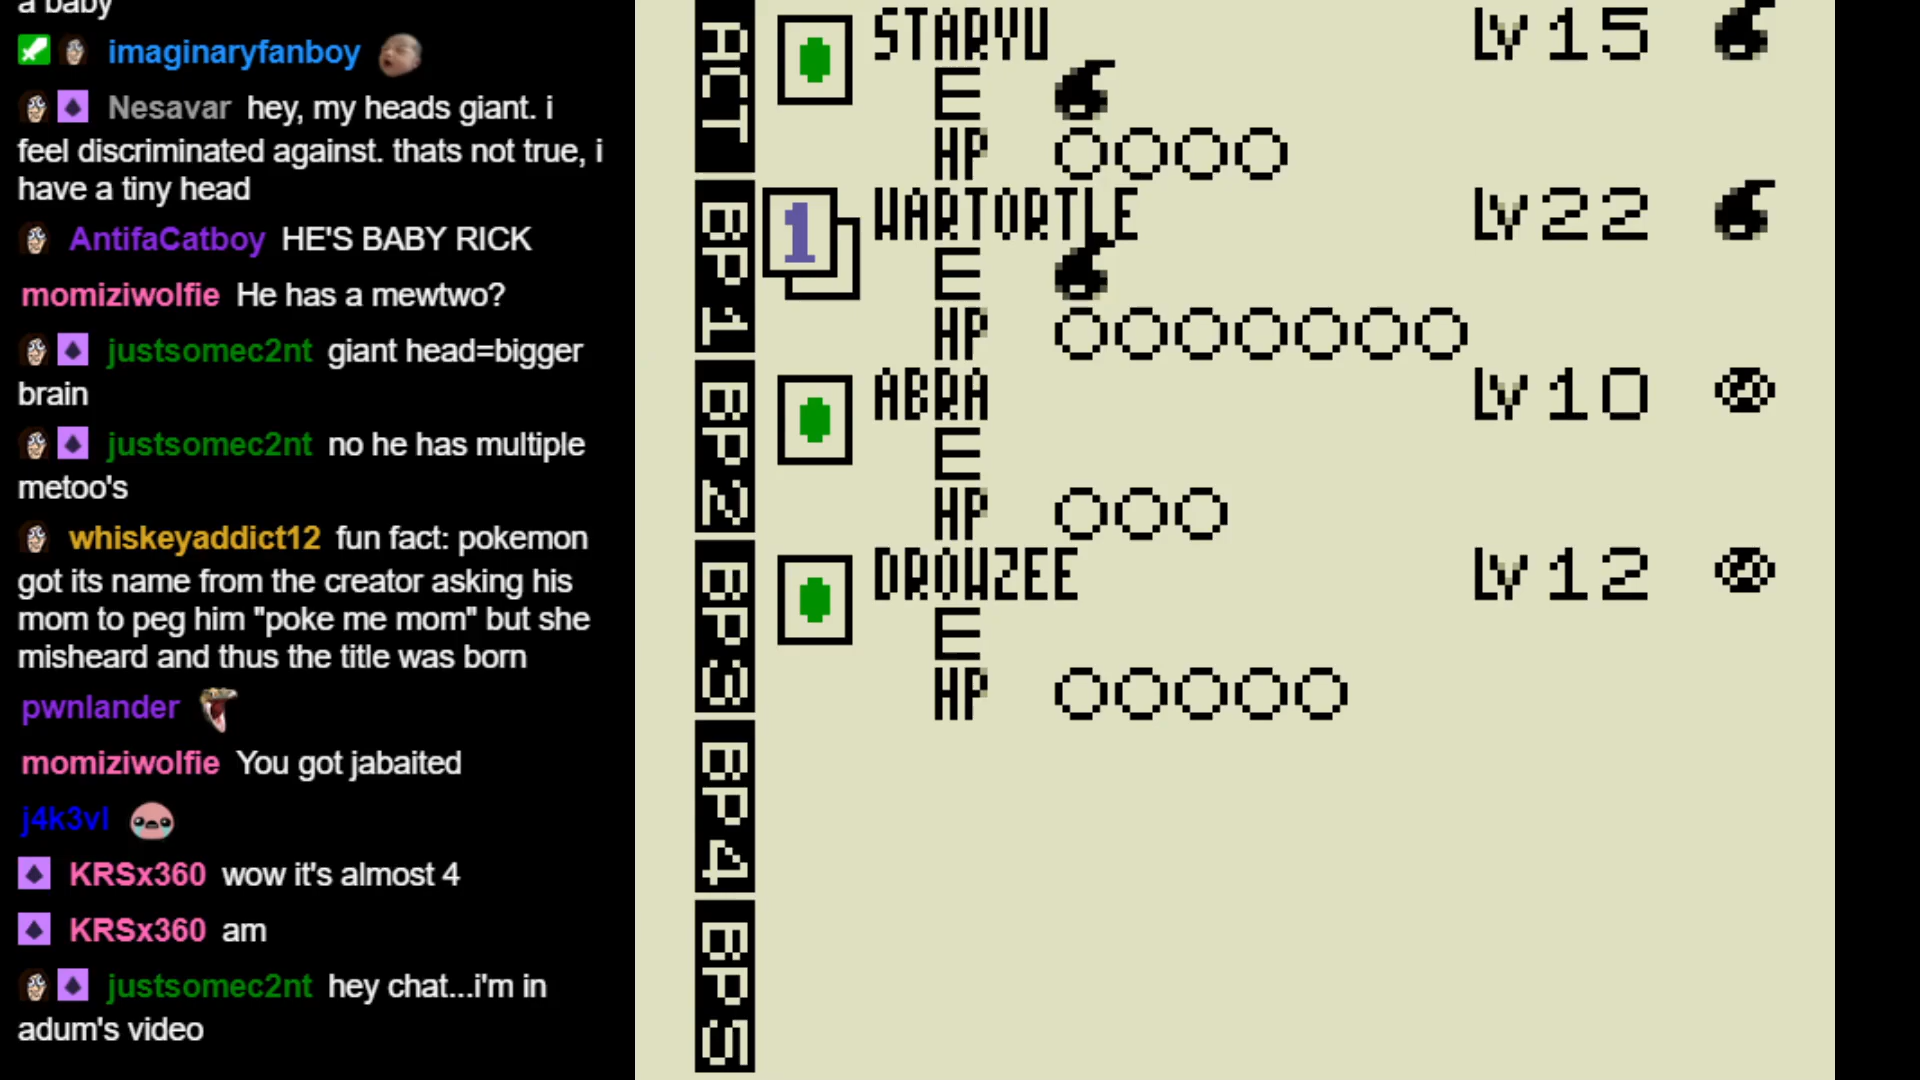 a baby
imaginaryfanboy
Nesavar hey, my heads giant. i
feel discriminated against. thats not true, i
have a tiny head
AntifaCatboy HE'S BABY RICK
momiziwolfie He has a mewtwo?
justsomec2nt giant head=bigger
brain
justsomec2nt no he has multiple
metoo's
whiskeyaddict12 fun fact: pokemon
got its name from the creator asking his
mom to peg him "poke me mom" but she
misheard and thus the title was born
pwnlander
momiziwolfie You got jabaited
j4k3vl
KRSx360 wow it's almost 4
KRSx360 am
justsomec2nt hey chat...i'm in
adum's video
ACT
STARYU Lv15
E
HP
BP1
1 WARTORTLE Lv22
E
HP
BP2
ABRA Lv10
E
HP
BP3
DROWZEE Lv12
E
HP
BP4
BP5